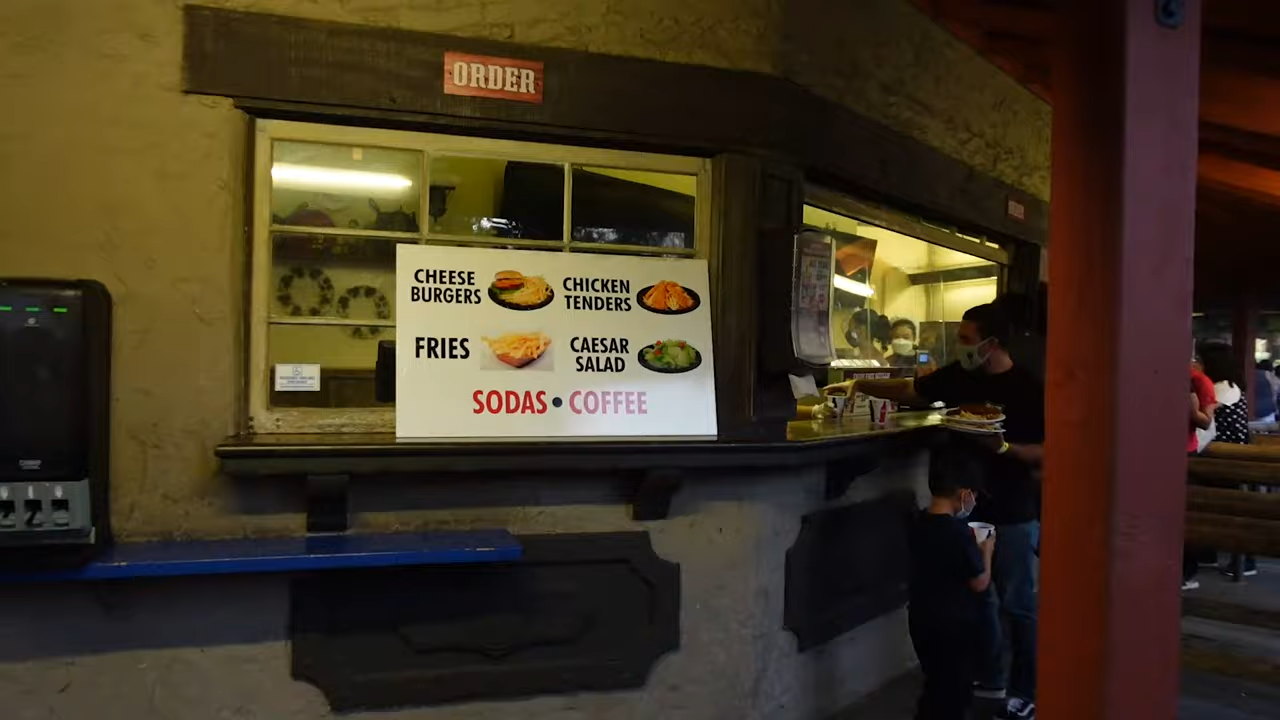 ORDER
CHEESE
BURGERS
CHICKEN
TENDERS
FRIES
CAESAR
SALAD
SODAS • COFFEE